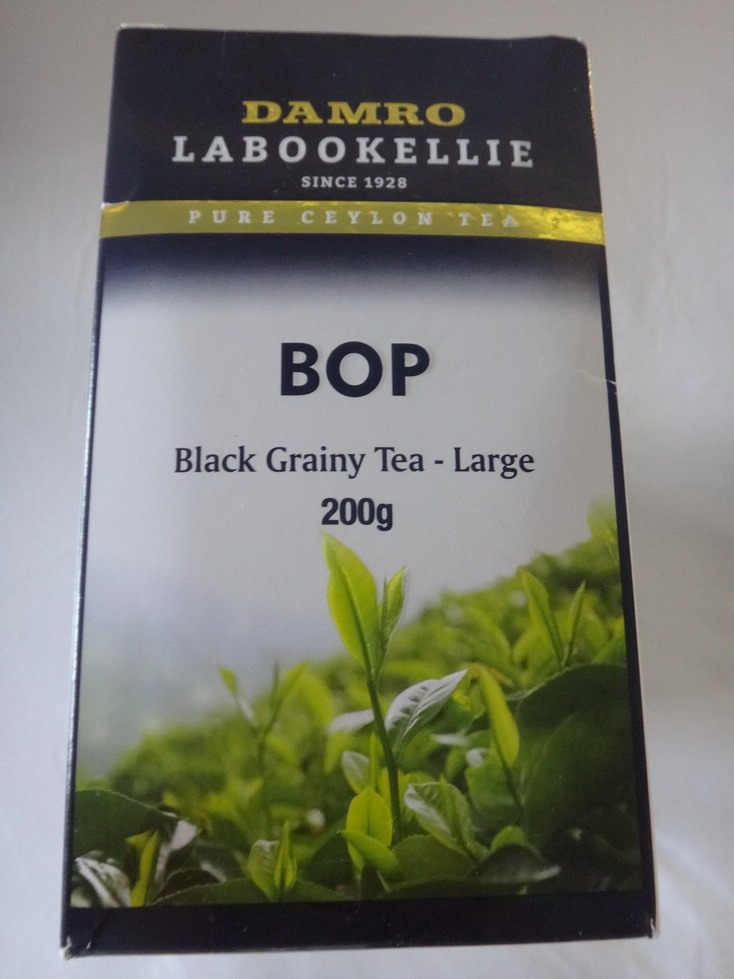 DAMRO
LABOOKELLIE
SINCE 1928
PURE CEYLON TEA
BOP
Black Grainy Tea - Large
200g